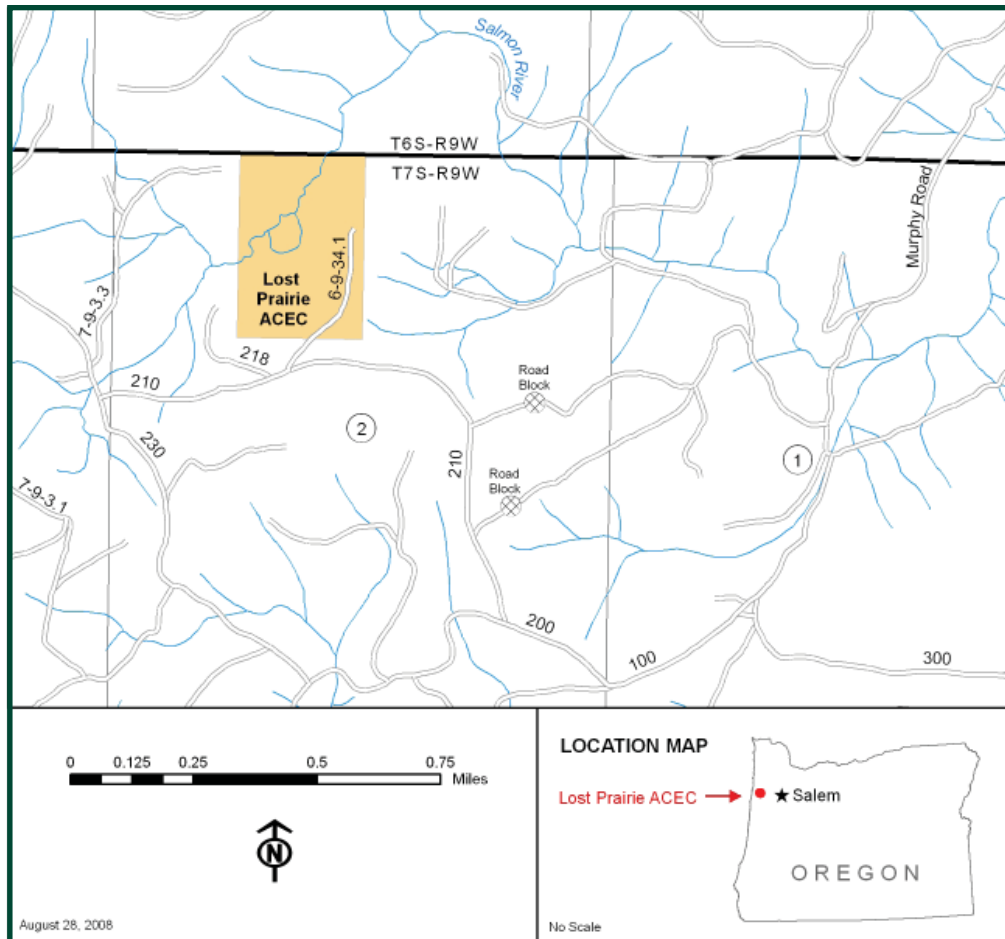 Salmon
River
T6S-R9W
T7S-R9W
Murphy Road
Lost
Prairie
ACEC
6-9-34.1
7-9-3.3
218
210
230
2
Road
Block
210
Road
Block
1
7-9-3.1
200
100
300
0
0.125
0.25
0.5
0.75
Miles
N
August 28, 2008
LOCATION MAP
Lost Prairie ACEC
Salem
OREGON
No Scale